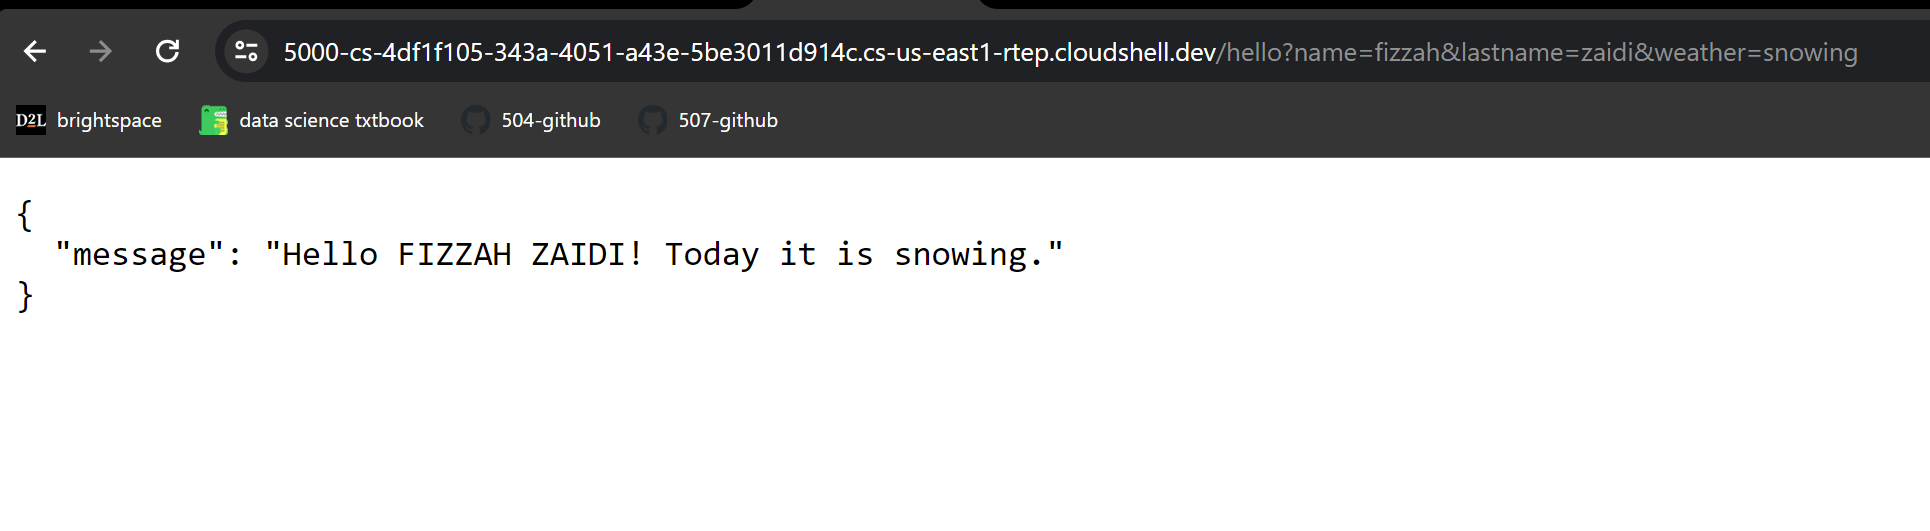 5000-cs-4df1f105-343a-4051-a43e-5be3011d914c.cs-us-east1-rtep.cloudshell.dev/hello?name=fizzah&lastname=zaidi&weather=snowing
D2L brightspace data science txtbook 504-github 507-github
{
"message": "Hello FIZZAH ZAIDI! Today it is snowing."
}